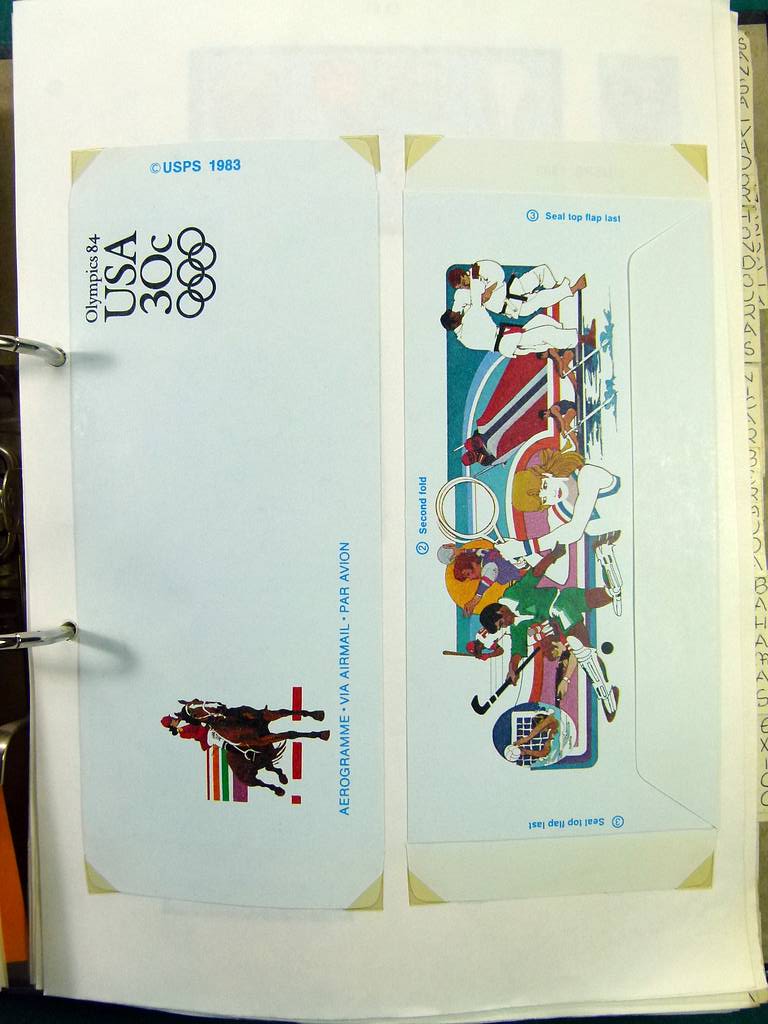 © USPS 1983
Olympics 84
USA
30c
AEROGRAMME • VIA AIRMAIL • PAR AVION
③ Seal top flap last
② Second fold
③ Seal top flap last